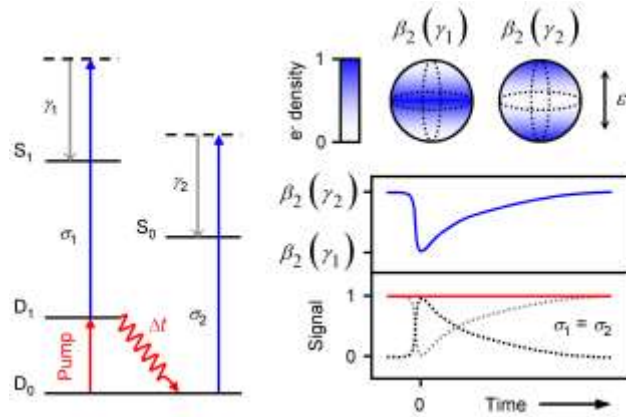 γ₁
S₁
γ₂
S₀
σ₁
σ₂
D₁
Δt
Pump
D₀
β₂(γ₁) β₂(γ₂)
1
e⁻ density
0
ε
β₂(γ₂)
β₂(γ₁)
Signal
1
0
σ₁ = σ₂
0 Time